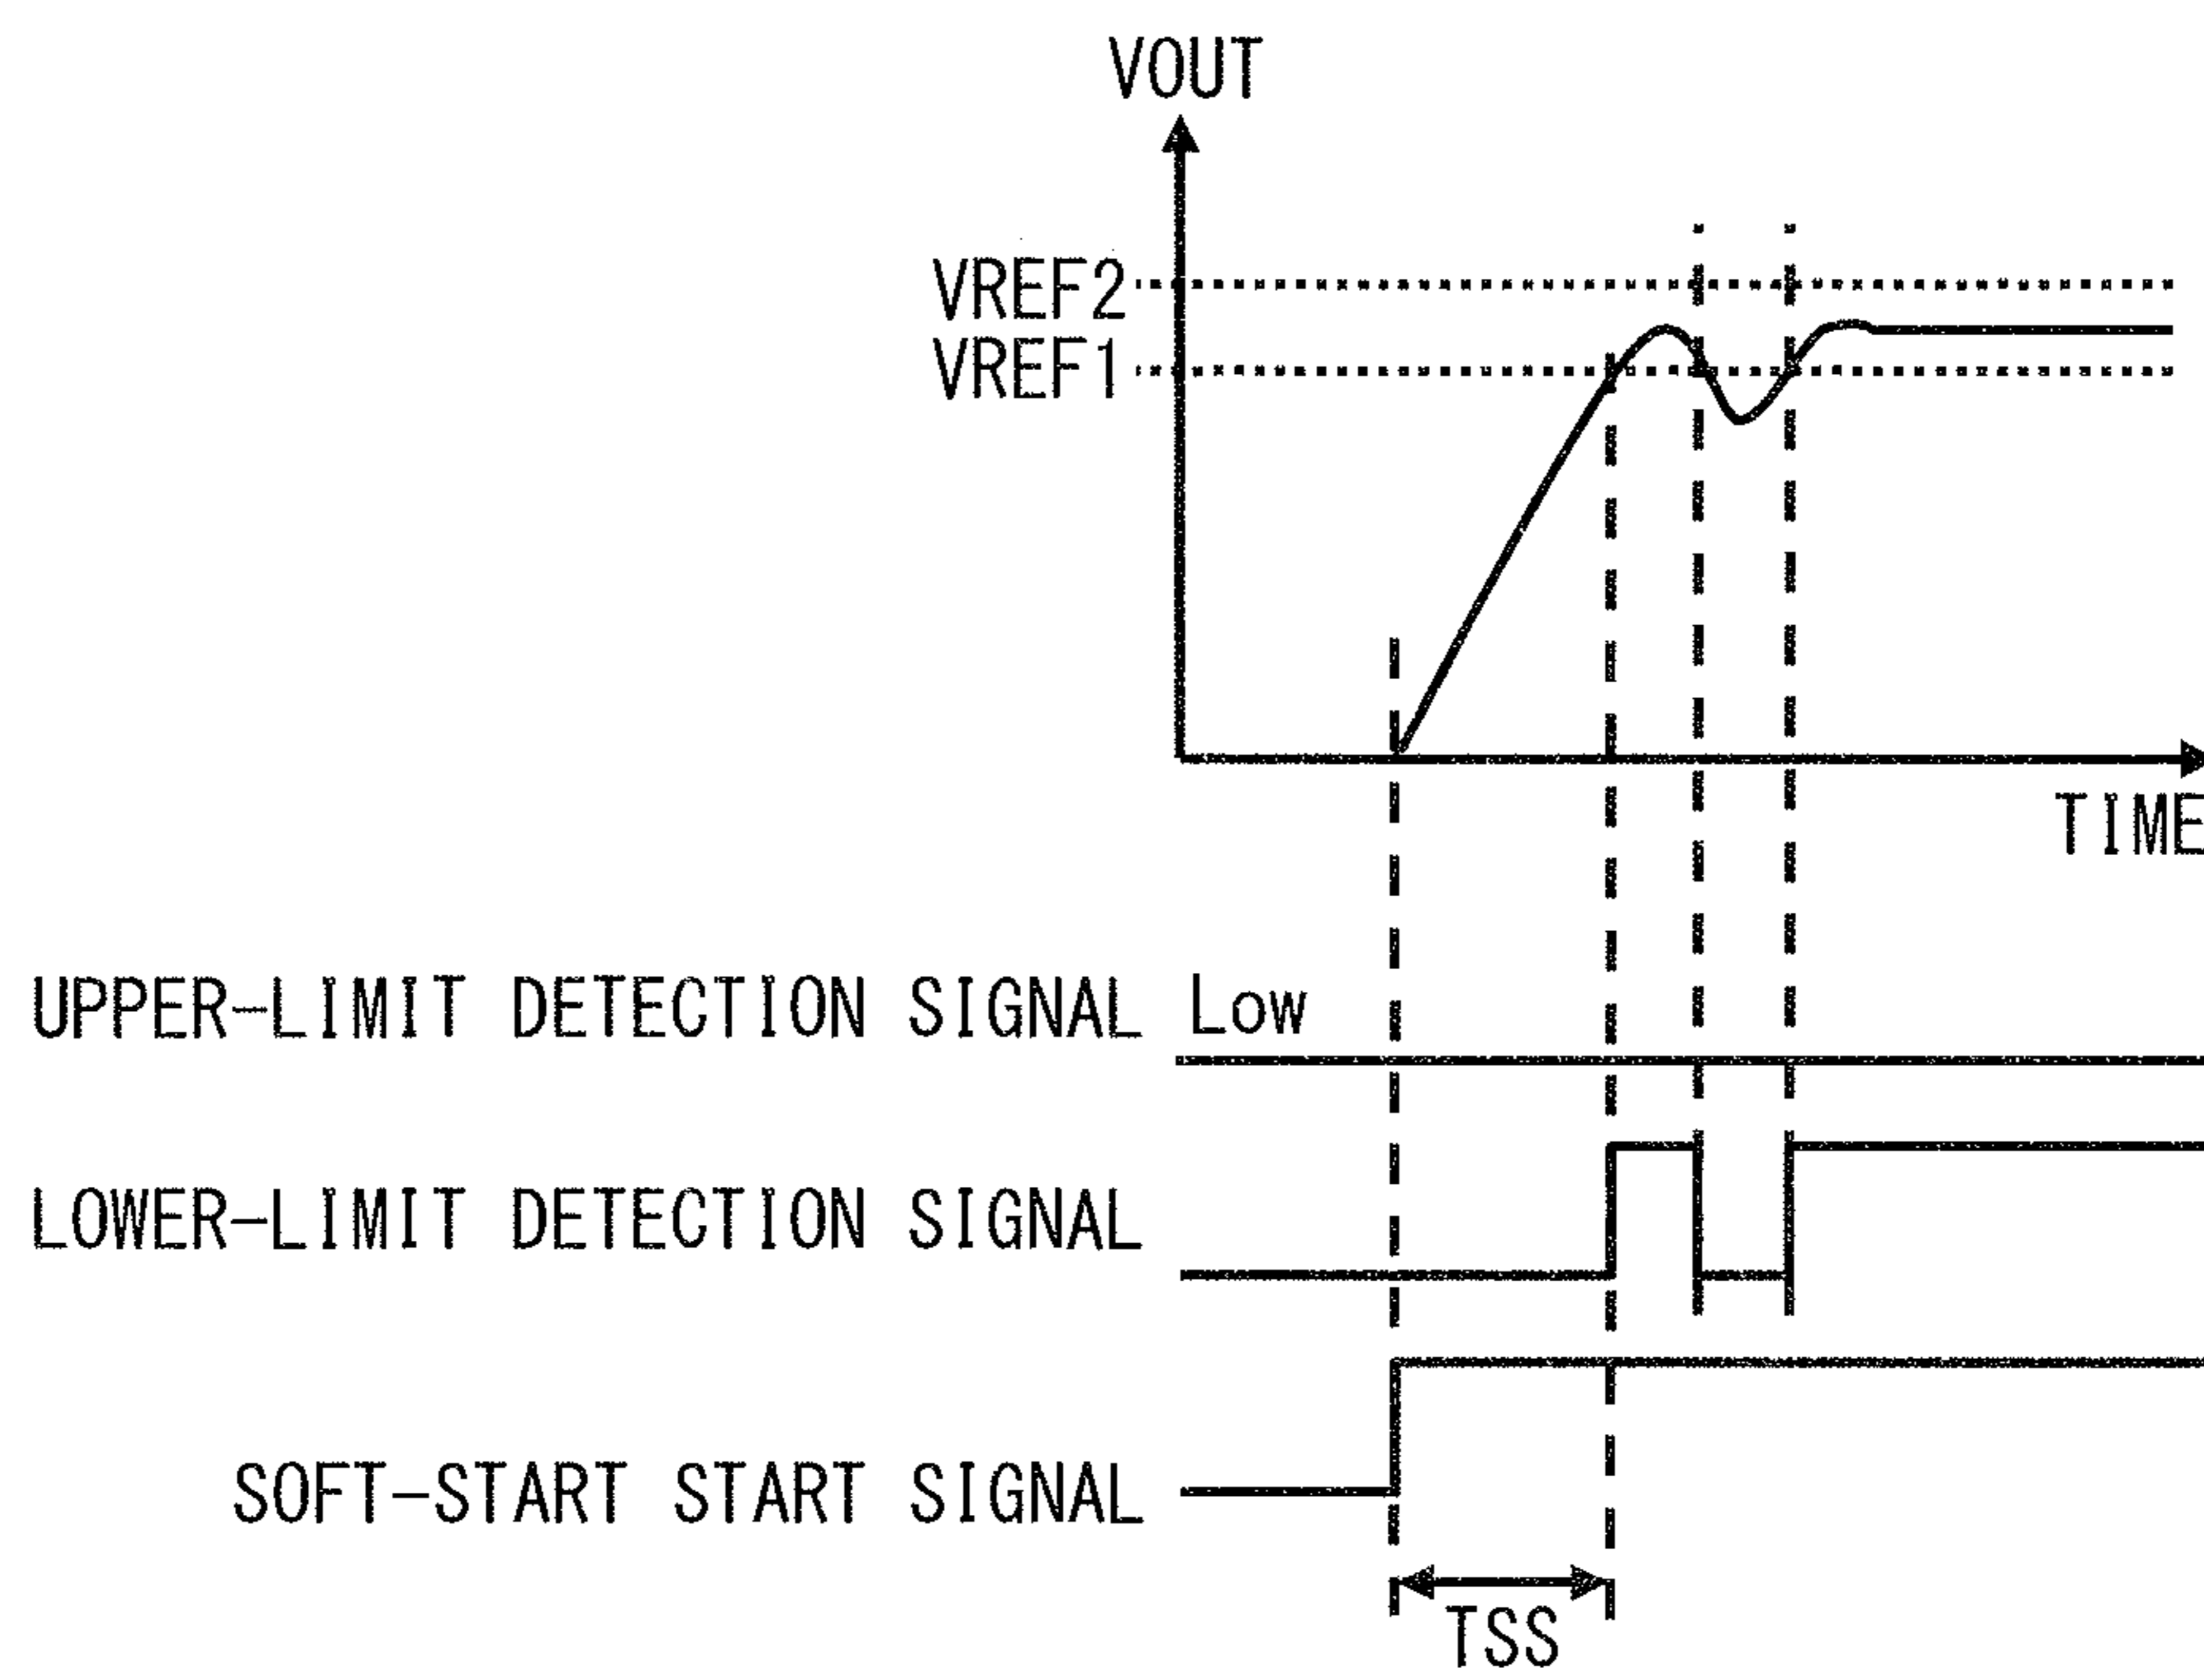 VOUT
VREF2
VREF1
TIME
UPPER-LIMIT DETECTION SIGNAL Low
LOWER-LIMIT DETECTION SIGNAL
SOFT-START START SIGNAL
TSS